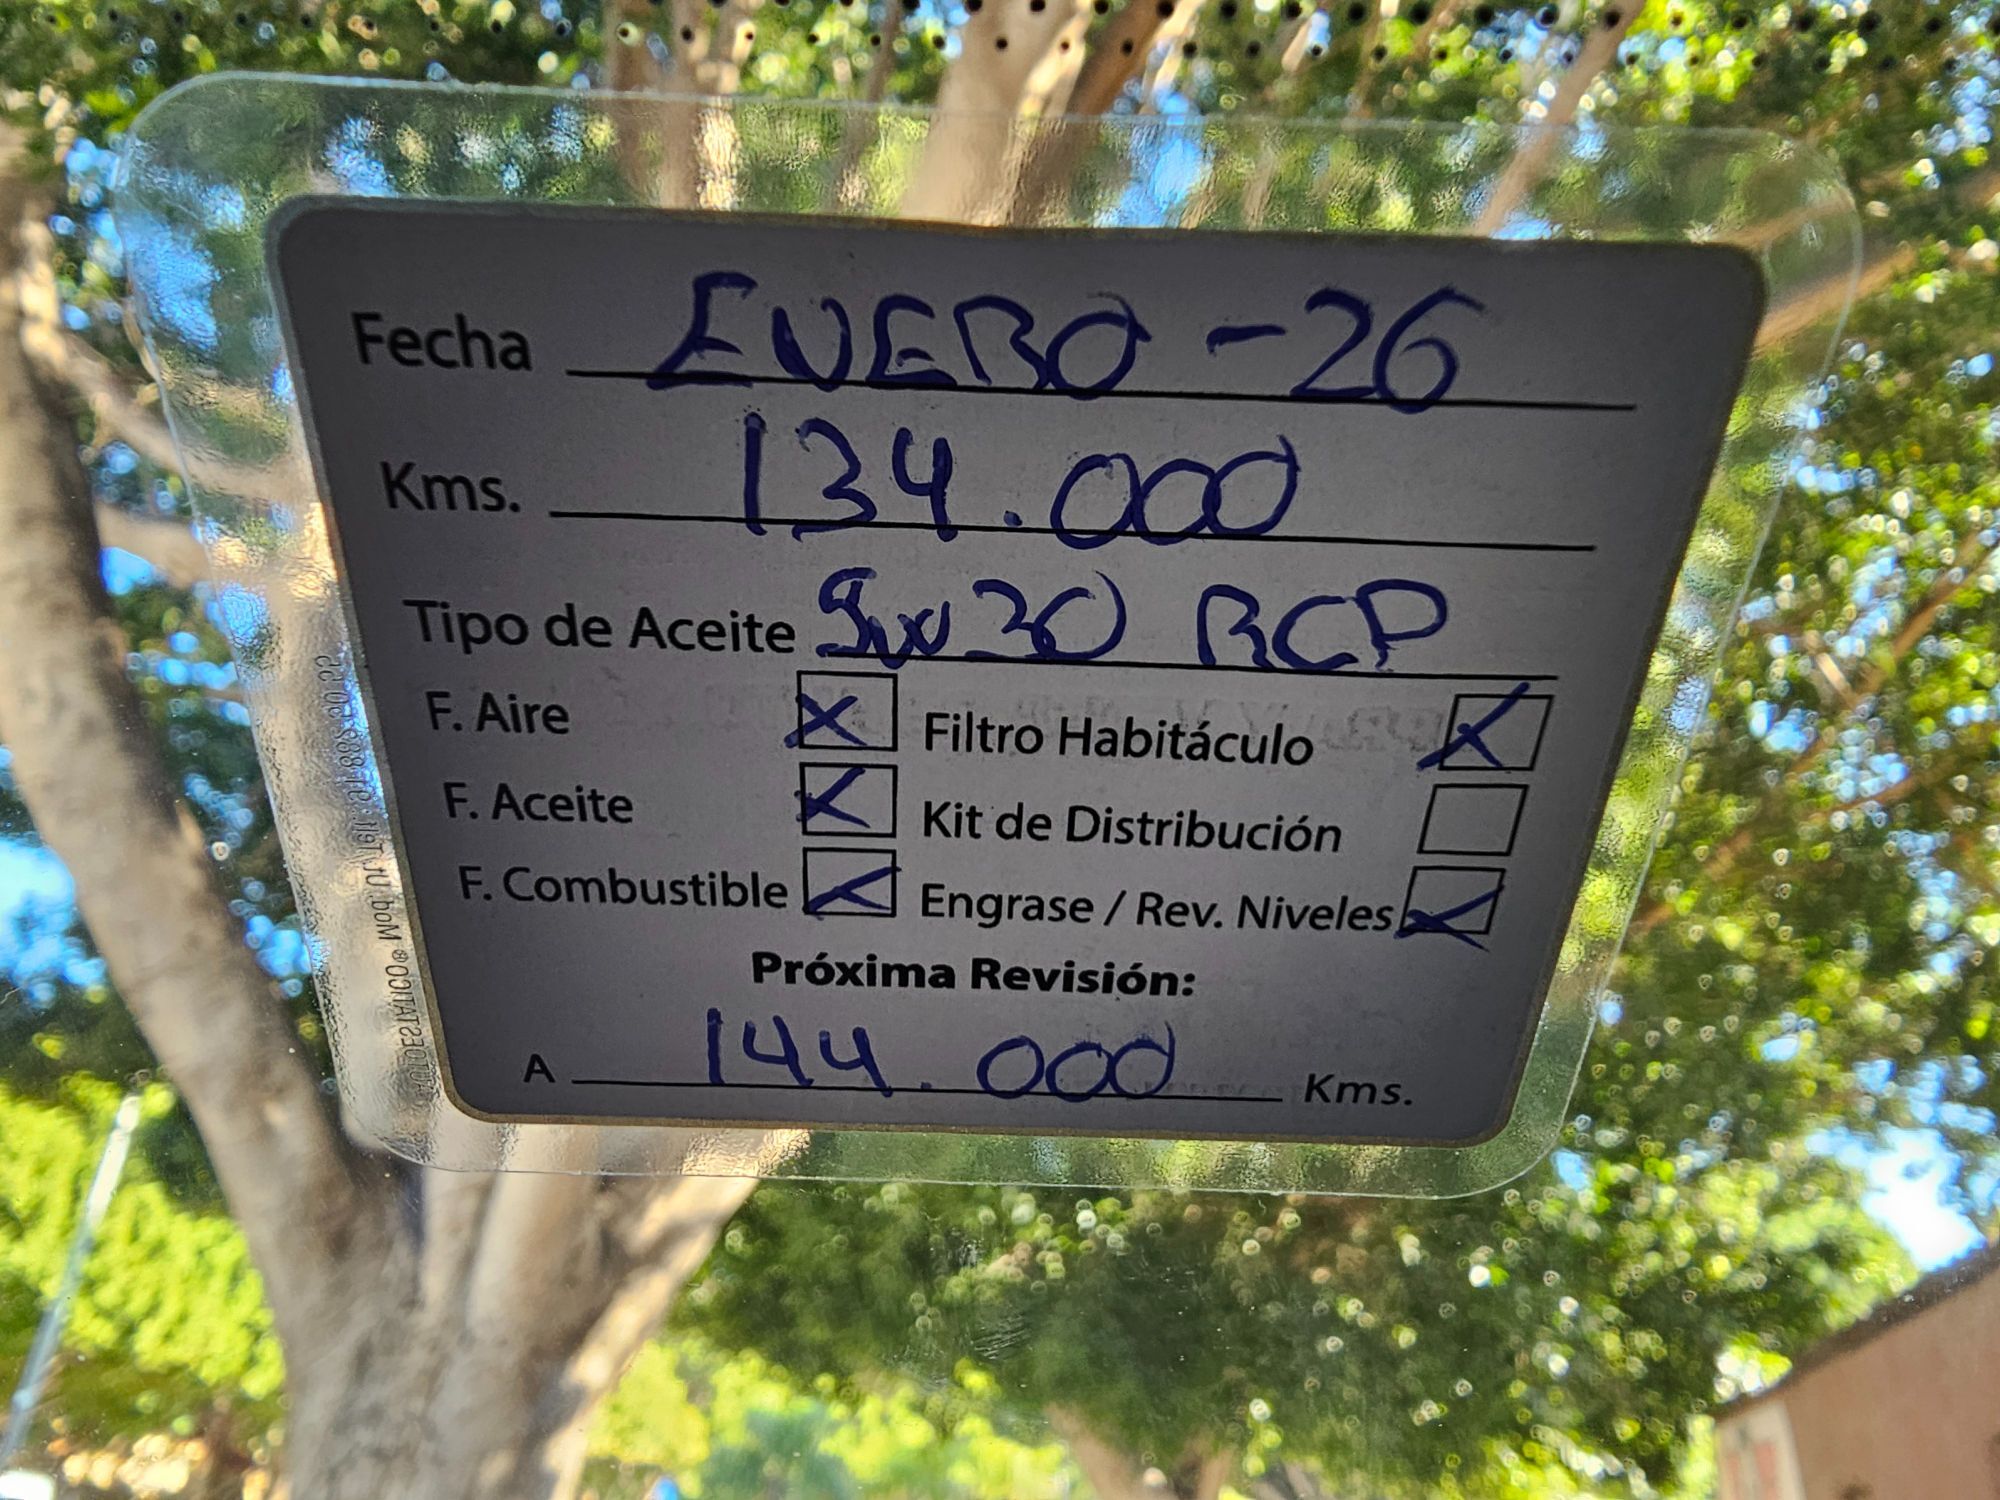 Fecha ENERO - 26
Kms. 134.000
Tipo de Aceite 5w30 RCP
F. Aire X Filtro Habitáculo X
F. Aceite X Kit de Distribución
F. Combustible X Engrase / Rev. Niveles X
Próxima Revisión:
A 144.000 Kms.